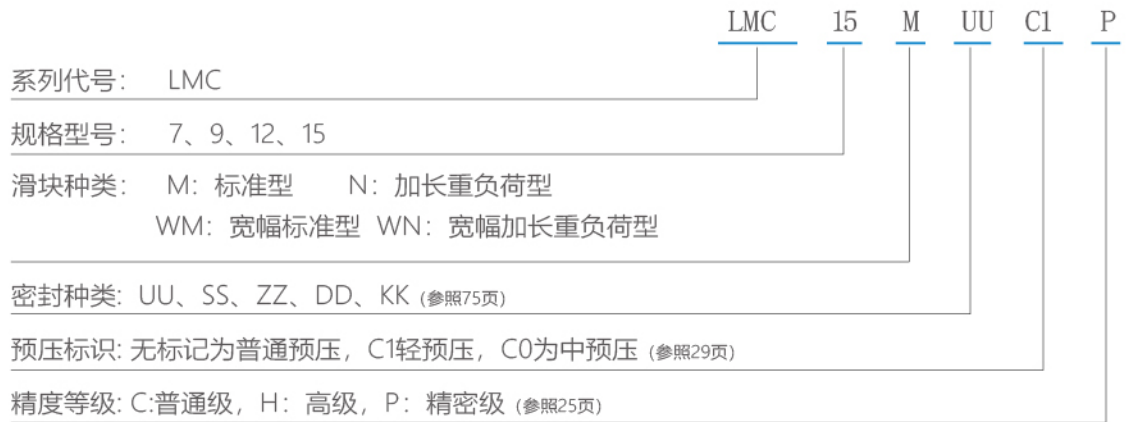 LMC 15 M UU C1 P
系列代号： LMC
规格型号： 7、9、12、15
滑块种类： M：标准型 N：加长重负荷型
WM：宽幅标准型 WN：宽幅加长重负荷型
密封种类: UU、SS、ZZ、DD、KK (参照75页)
预压标识: 无标记为普通预压，C1轻预压，C0为中预压 (参照29页)
精度等级: C:普通级，H：高级，P：精密级 (参照25页)